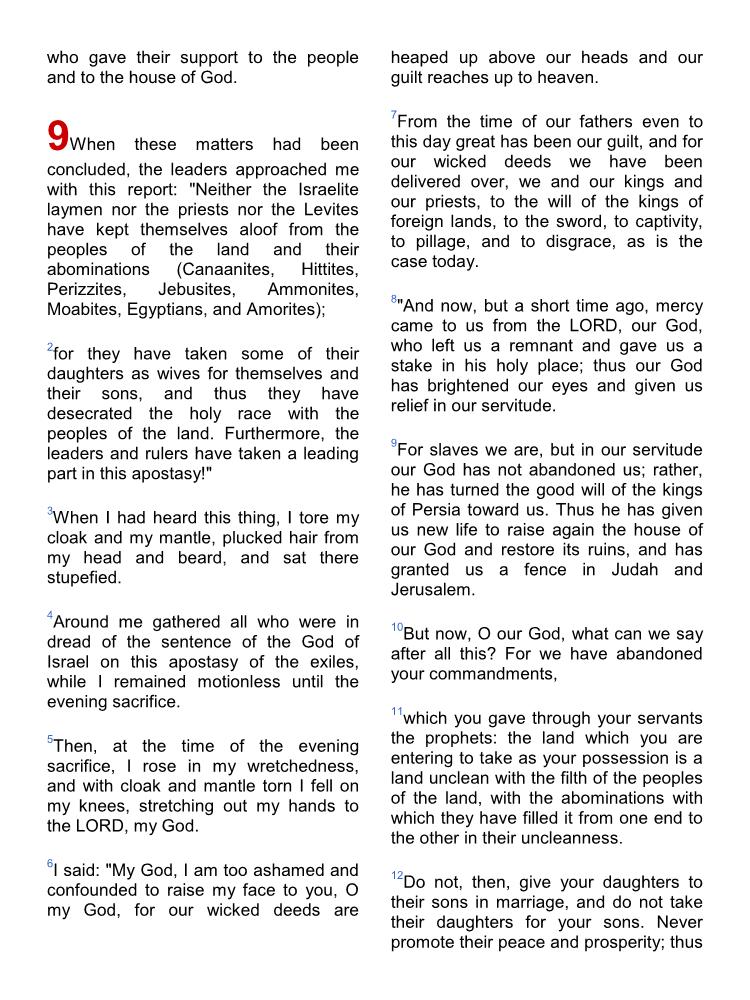 who gave their support to the people
and to the house of God.
9When these matters had been
concluded, the leaders approached me
with this report: "Neither the Israelite
laymen nor the priests nor the Levites
have kept themselves aloof from the
peoples of the land and their
abominations (Canaanites, Hittites,
Perizzites, Jebusites, Ammonites,
Moabites, Egyptians, and Amorites);
2for they have taken some of their
daughters as wives for themselves and
their sons, and thus they have
desecrated the holy race with the
peoples of the land. Furthermore, the
leaders and rulers have taken a leading
part in this apostasy!"
3When I had heard this thing, I tore my
cloak and my mantle, plucked hair from
my head and beard, and sat there
stupefied.
4Around me gathered all who were in
dread of the sentence of the God of
Israel on this apostasy of the exiles,
while I remained motionless until the
evening sacrifice.
5Then, at the time of the evening
sacrifice, I rose in my wretchedness,
and with cloak and mantle torn I fell on
my knees, stretching out my hands to
the LORD, my God.
6I said: "My God, I am too ashamed and
confounded to raise my face to you, O
my God, for our wicked deeds are
heaped up above our heads and our
guilt reaches up to heaven.
7From the time of our fathers even to
this day great has been our guilt, and for
our wicked deeds we have been
delivered over, we and our kings and
our priests, to the will of the kings of
foreign lands, to the sword, to captivity,
to pillage, and to disgrace, as is the
case today.
8"And now, but a short time ago, mercy
came to us from the LORD, our God,
who left us a remnant and gave us a
stake in his holy place; thus our God
has brightened our eyes and given us
relief in our servitude.
9For slaves we are, but in our servitude
our God has not abandoned us; rather,
he has turned the good will of the kings
of Persia toward us. Thus he has given
us new life to raise again the house of
our God and restore its ruins, and has
granted us a fence in Judah and
Jerusalem.
10But now, O our God, what can we say
after all this? For we have abandoned
your commandments,
11which you gave through your servants
the prophets: the land which you are
entering to take as your possession is a
land unclean with the filth of the peoples
of the land, with the abominations with
which they have filled it from one end to
the other in their uncleanness.
12Do not, then, give your daughters to
their sons in marriage, and do not take
their daughters for your sons. Never
promote their peace and prosperity; thus